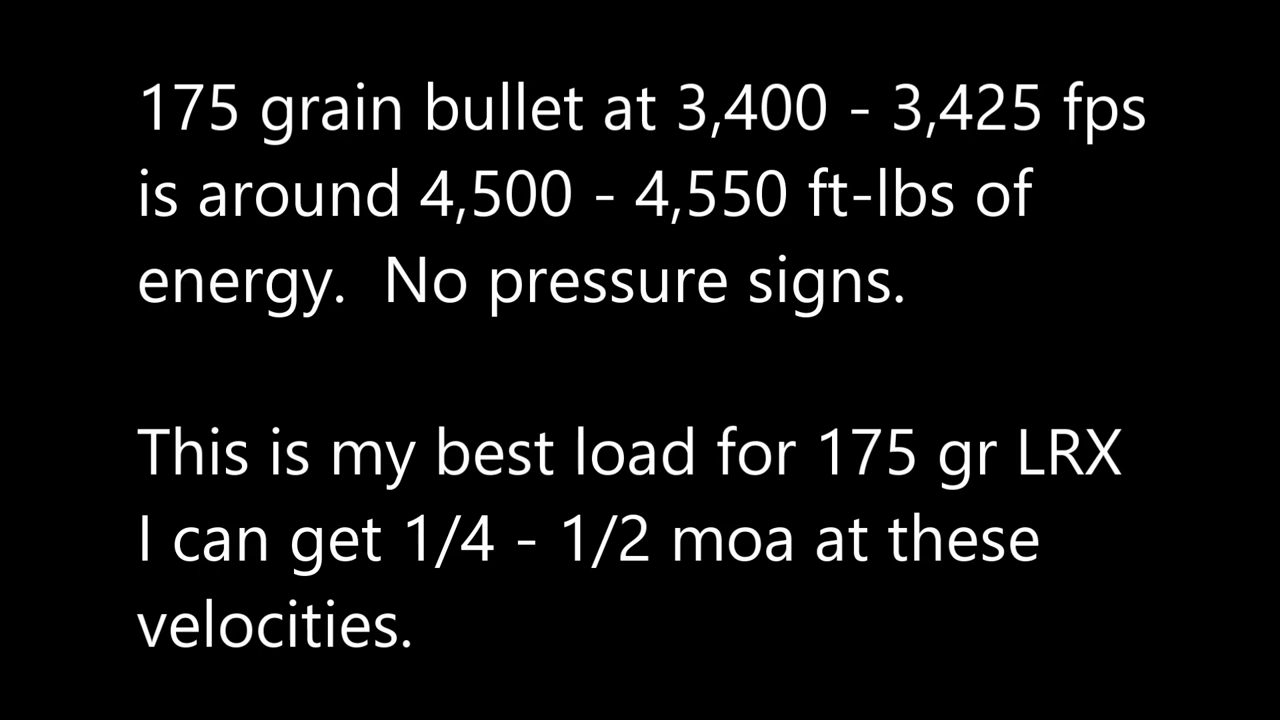 175 grain bullet at 3,400 - 3,425 fps
is around 4,500 - 4,550 ft-lbs of
energy.  No pressure signs.
This is my best load for 175 gr LRX
I can get 1/4 - 1/2 moa at these
velocities.